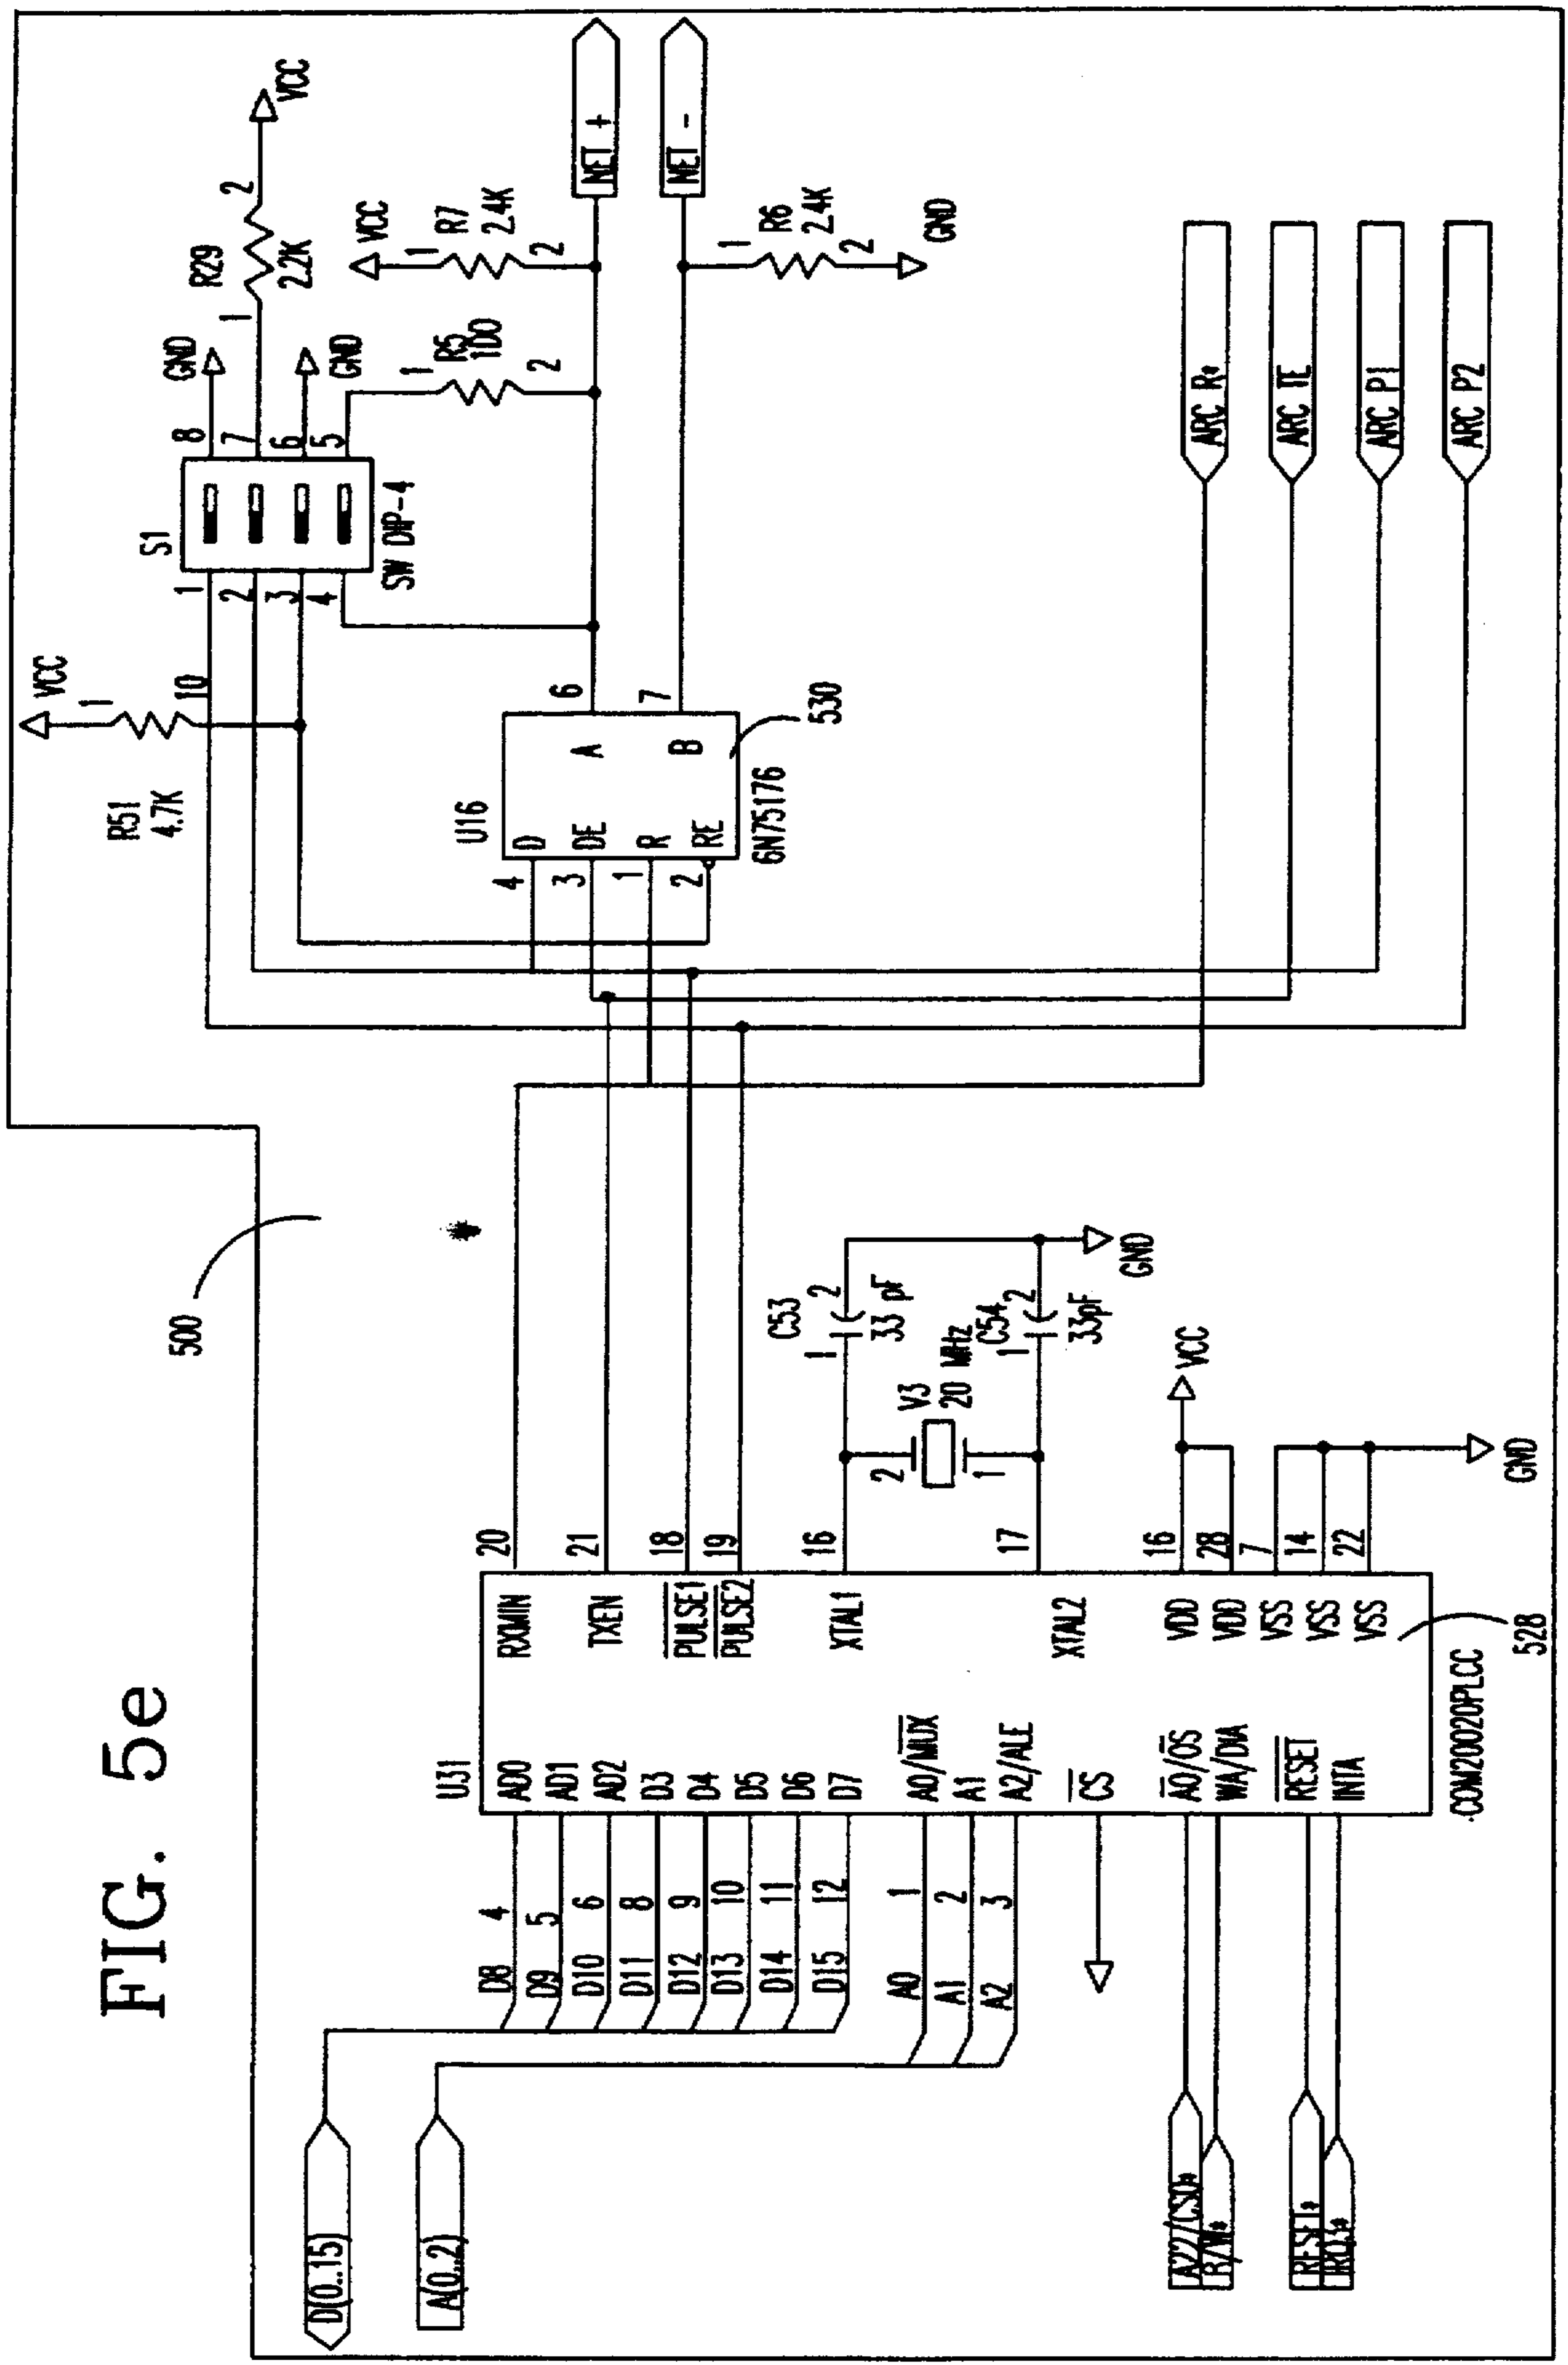 FIG. 5e
500
VCC
1
R51
4.7K
10
S1
1
2
3
4
SW DIP-4
8
7
6
5
GND
GND
1
R29
2.2K
2
VCC
VCC
1
R7
2.4K
2
1
R5
100
2
NET +
NET -
1
R6
2.4K
2
GND
U16
D
DE
R
RE
A
B
4
3
1
2
6
7
6N75176
530
ARC R*
ARC TE
ARC P1
ARC P2
D(0..15)
A(0..2)
A22/CS0*
R/W*
RESET*
IRQ3*
D8 4
D9 5
D10 6
D11 8
D12 9
D13 10
D14 11
D15 12
A0 1
A1 2
A2 3
U31
AD0
AD1
AD2
D3
D4
D5
D6
D7
A0/MUX
A1
A2/ALE
CS
A0/OS
WA/DIA
RESET
INTA
RXMIN
TXEN
PULSE1
PULSE2
XTAL1
XTAL2
VDD
VDD
VSS
VSS
VSS
20
21
18
19
16
17
16
28
7
14
22
C53
1 2
33 pF
V3
20 MHz
2
1
C54
1 2
33pF
GND
VCC
GND
COM20020PLCC
528